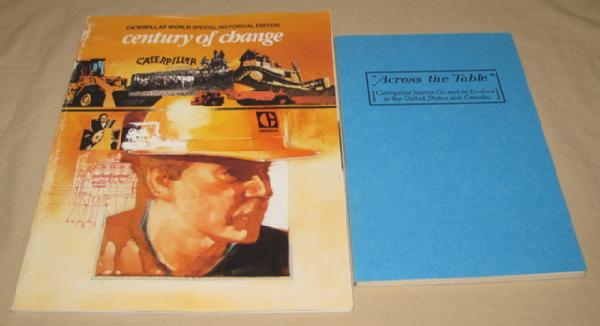 CATERPILLAR WORLD SPECIAL HISTORICAL EDITION
century of change
CATERPILLAR
CATERPILLAR
"Across the Table"
Caterpillar Tractor Co. and its Dealers
in the United States and Canada.